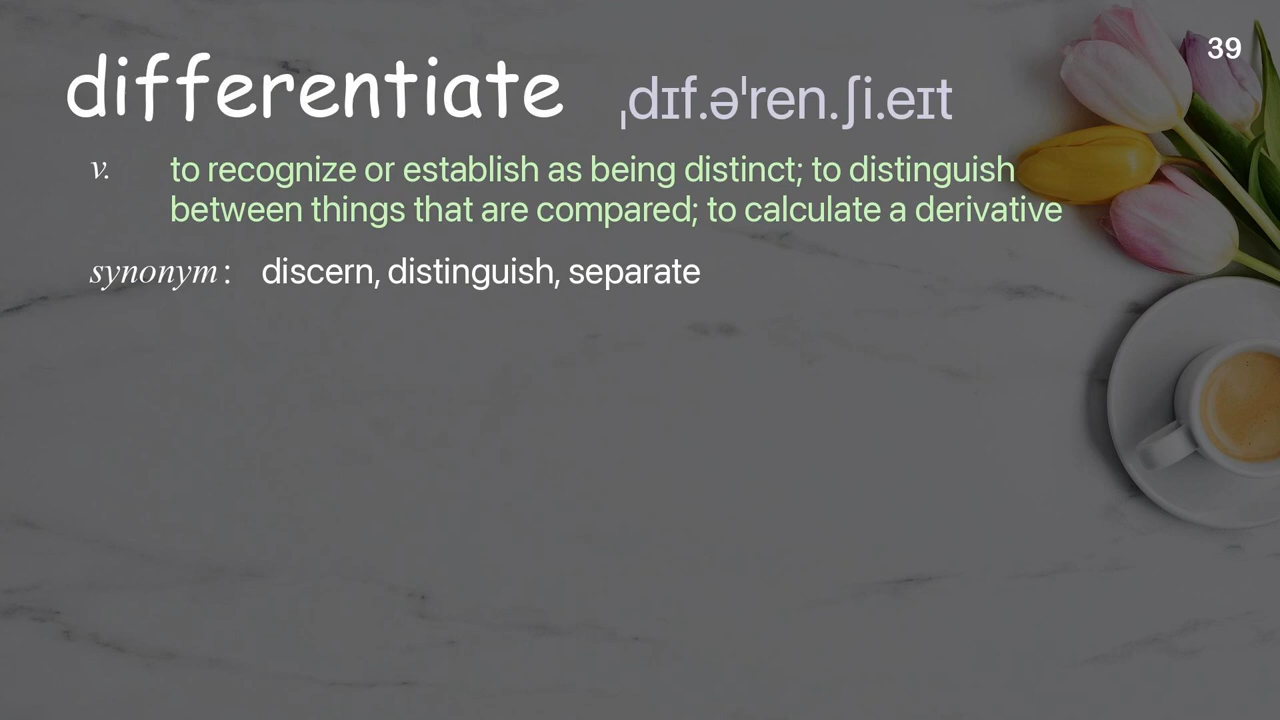 39
differentiate ˌdɪf.əˈren.ʃi.eɪt
v. to recognize or establish as being distinct; to distinguish
between things that are compared; to calculate a derivative
synonym: discern, distinguish, separate